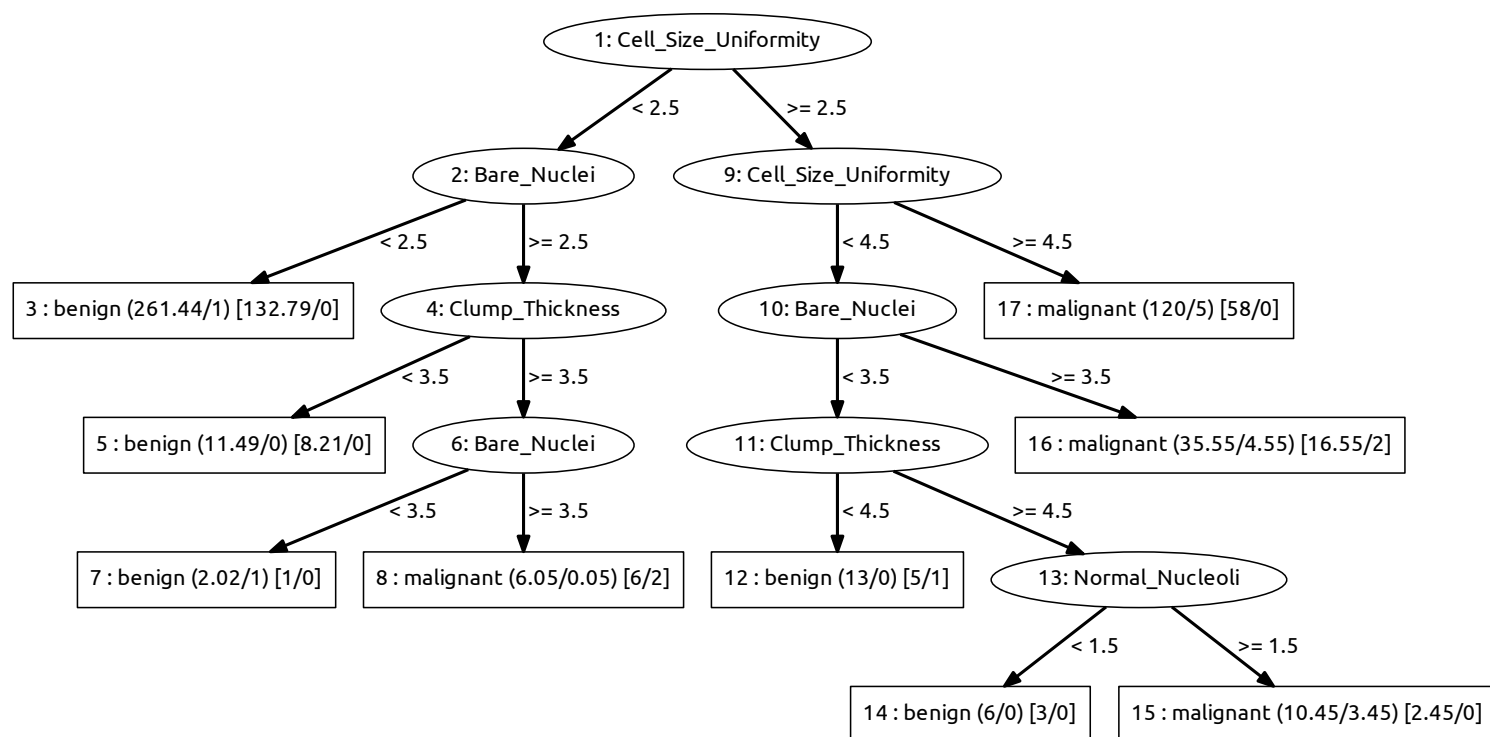 1: Cell_Size_Uniformity
< 2.5
>= 2.5
2: Bare_Nuclei
9: Cell_Size_Uniformity
< 2.5
>= 2.5
< 4.5
>= 4.5
3 : benign (261.44/1) [132.79/0]
4: Clump_Thickness
10: Bare_Nuclei
17 : malignant (120/5) [58/0]
< 3.5
>= 3.5
< 3.5
>= 3.5
5 : benign (11.49/0) [8.21/0]
6: Bare_Nuclei
11: Clump_Thickness
16 : malignant (35.55/4.55) [16.55/2]
< 3.5
>= 3.5
< 4.5
>= 4.5
7 : benign (2.02/1) [1/0]
8 : malignant (6.05/0.05) [6/2]
12 : benign (13/0) [5/1]
13: Normal_Nucleoli
< 1.5
>= 1.5
14 : benign (6/0) [3/0]
15 : malignant (10.45/3.45) [2.45/0]